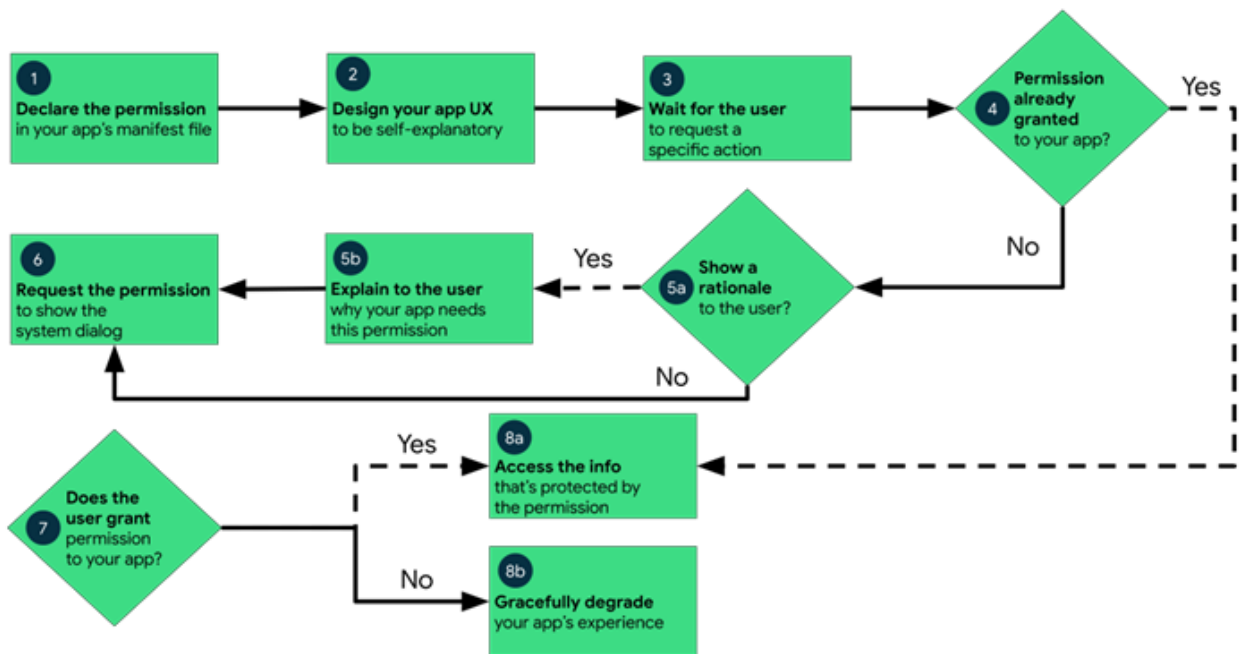 1
Declare the permission
in your app's manifest file
2
Design your app UX
to be self-explanatory
3
Wait for the user
to request a
specific action
4
Permission
already
granted
to your app?
Yes
No
5a
Show a
rationale
to the user?
Yes
No
5b
Explain to the user
why your app needs
this permission
6
Request the permission
to show the
system dialog
7
Does the
user grant
permission
to your app?
Yes
No
8a
Access the info
that's protected by
the permission
8b
Gracefully degrade
your app's experience